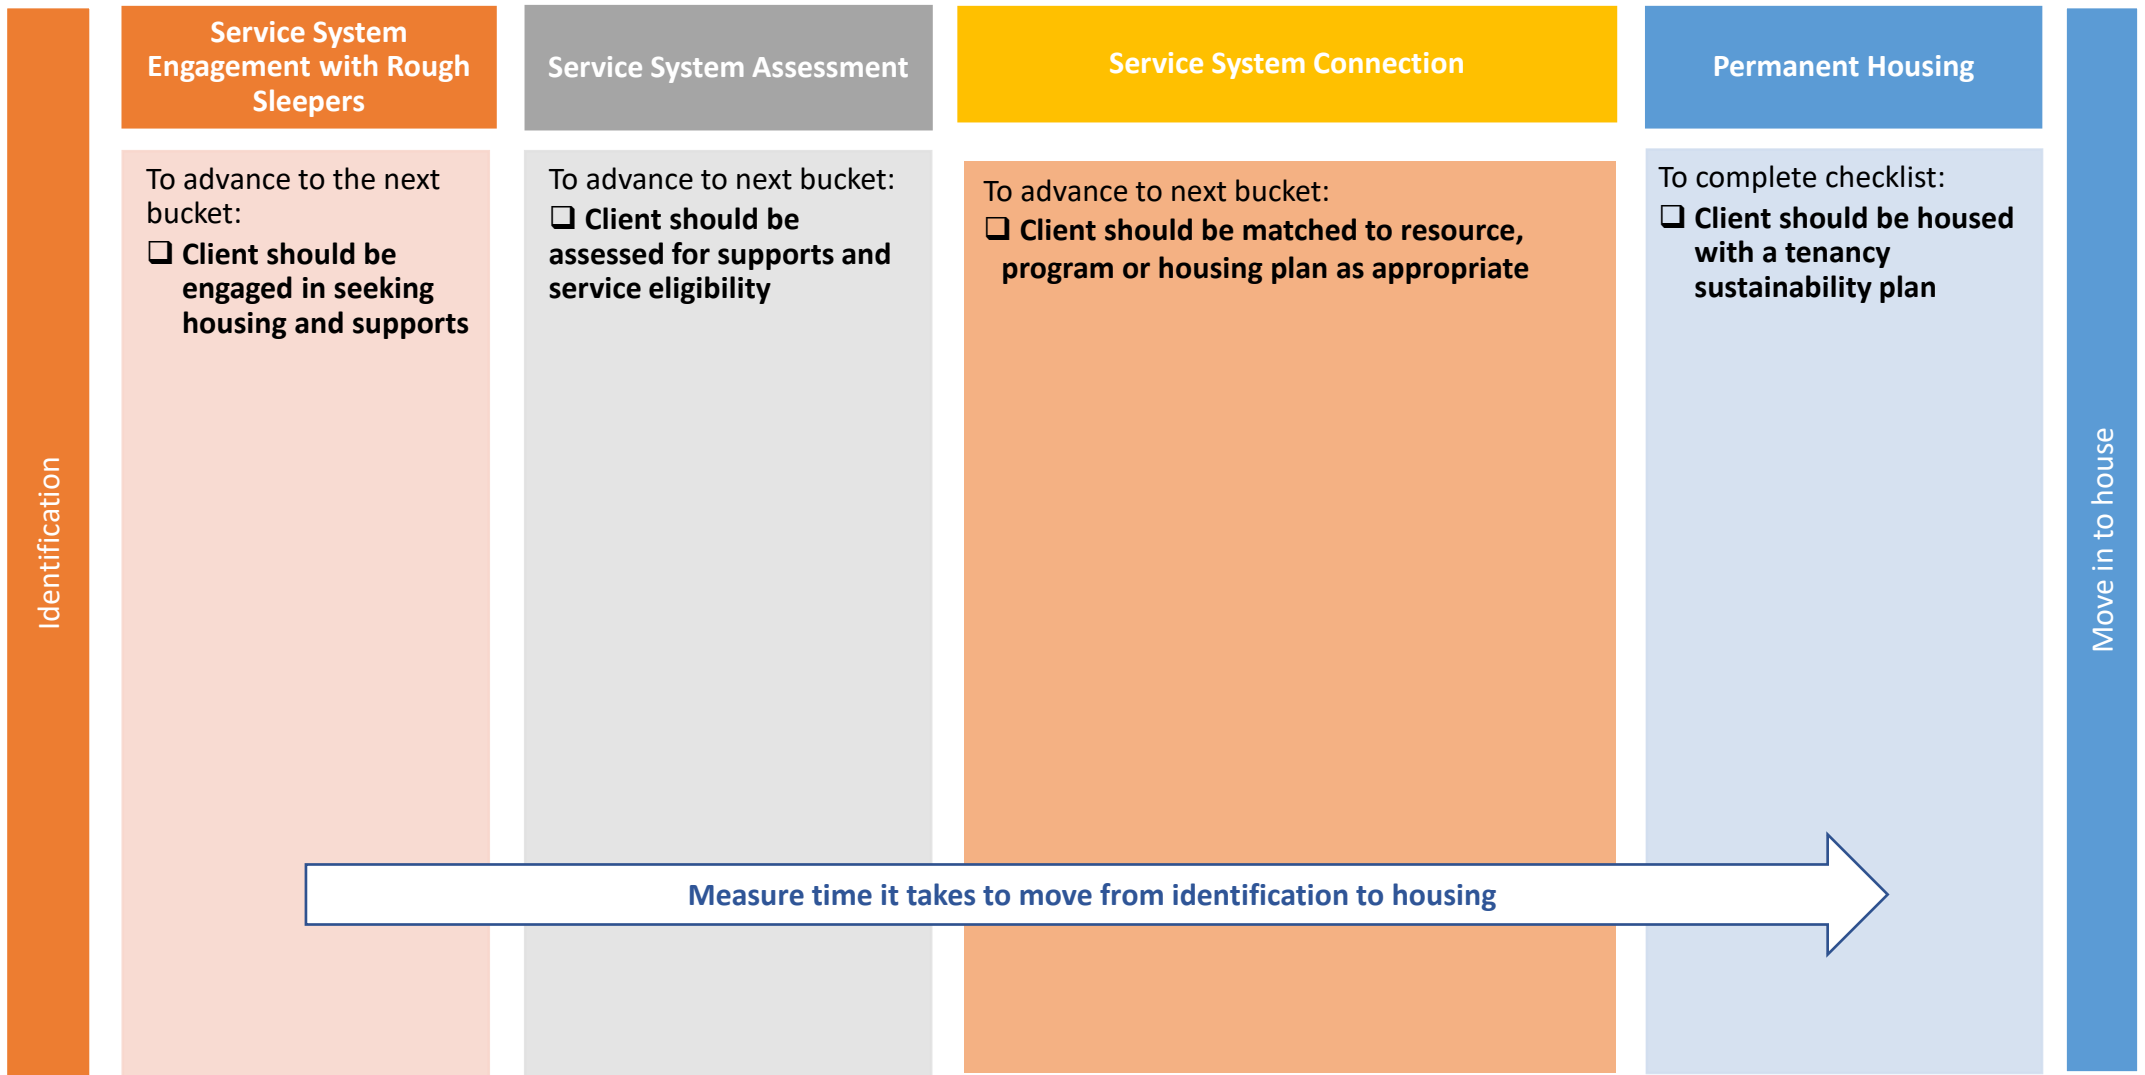 Identification
Service System
Engagement with Rough
Sleepers
To advance to the next
bucket:
❑ Client should be
engaged in seeking
housing and supports
Service System Assessment
To advance to next bucket:
❑ Client should be
assessed for supports and
service eligibility
Service System Connection
To advance to next bucket:
❑ Client should be matched to resource,
program or housing plan as appropriate
Permanent Housing
To complete checklist:
❑ Client should be housed
with a tenancy
sustainability plan
Move in to house
Measure time it takes to move from identification to housing